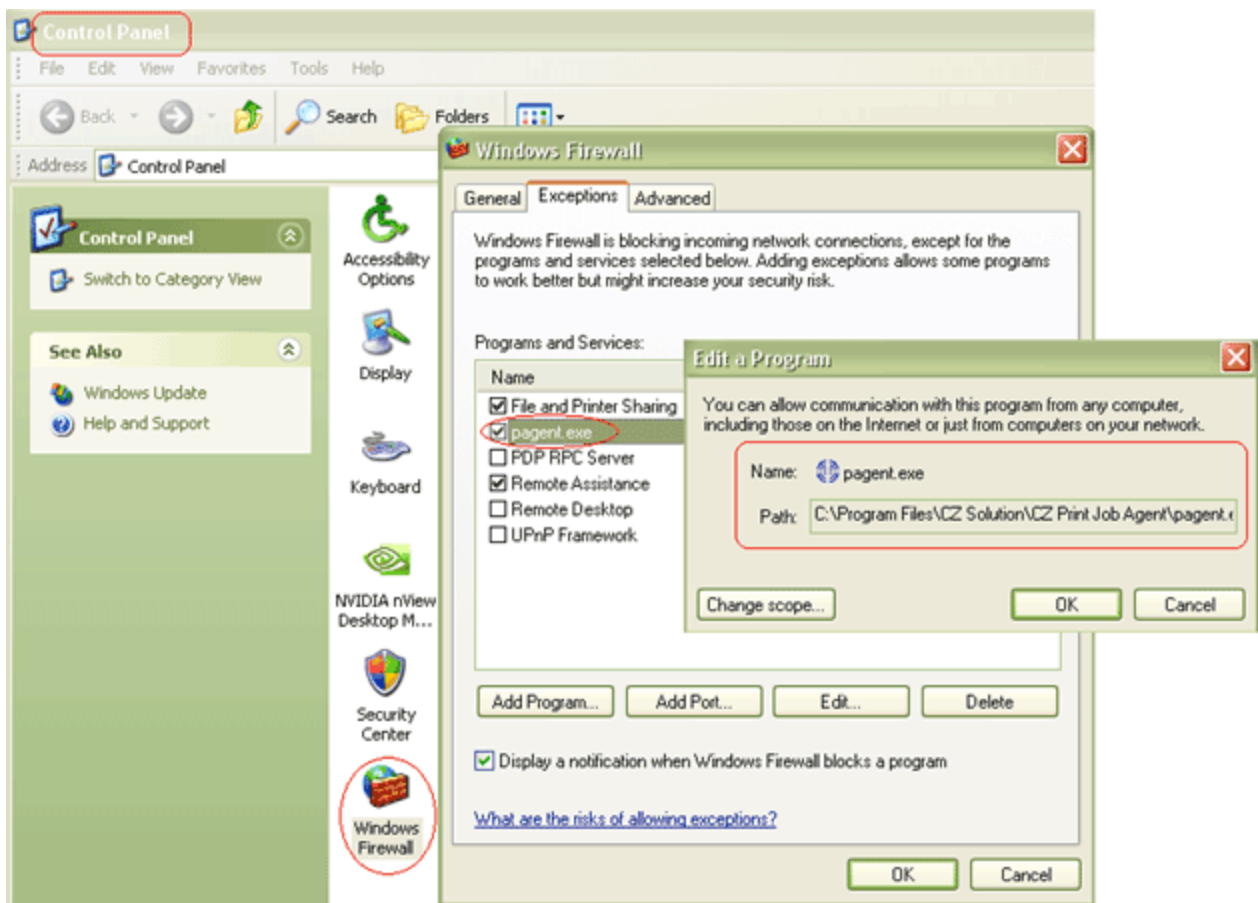 Control Panel
File Edit View Favorites Tools Help
Back Search Folders
Address Control Panel
Control Panel
Switch to Category View
See Also
Windows Update
Help and Support
Accessibility
Options
Display
Keyboard
NVIDIA nView
Desktop M...
Security
Center
Windows
Firewall
Windows Firewall
General Exceptions Advanced
Windows Firewall is blocking incoming network connections, except for the
programs and services selected below. Adding exceptions allows some programs
to work better but might increase your security risk.
Programs and Services:
Name
File and Printer Sharing
pagent.exe
PDP RPC Server
Remote Assistance
Remote Desktop
UPnP Framework
Add Program... Add Port... Edit... Delete
Display a notification when Windows Firewall blocks a program
What are the risks of allowing exceptions?
OK Cancel
Edit a Program
You can allow communication with this program from any computer,
including those on the Internet or just from computers on your network.
Name: pagent.exe
Path: C:\Program Files\CZ Solution\CZ Print Job Agent\pagent.e
Change scope... OK Cancel